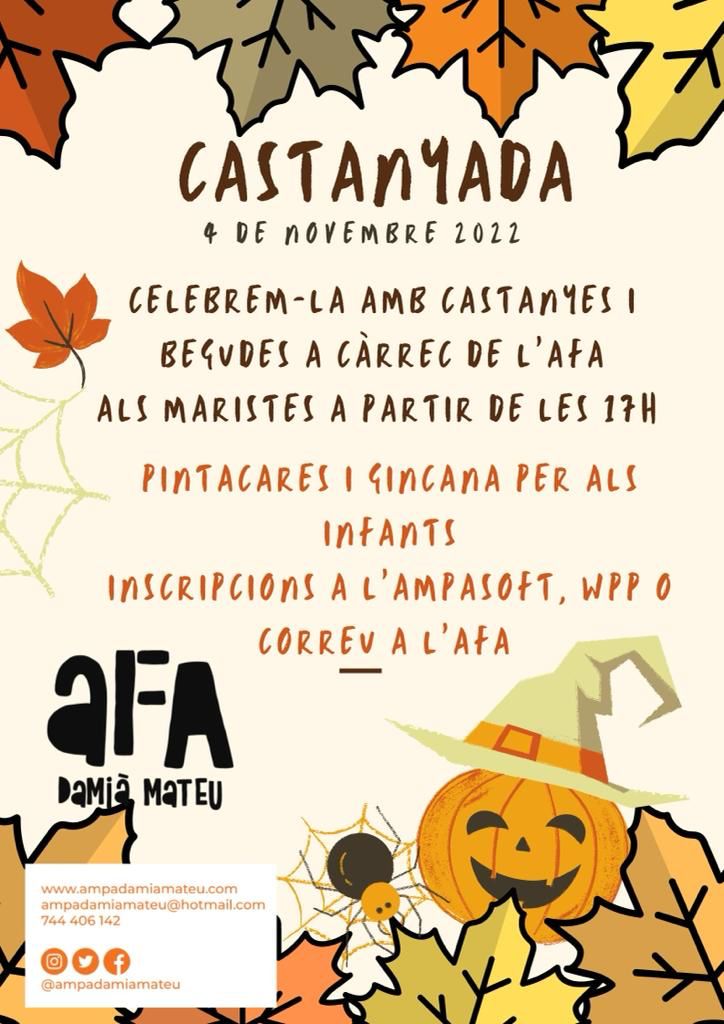 CASTANYADA
4 DE NOVEMBRE 2022
CELEBREM-LA AMB CASTANYES I
BEGUDES A CÀRREC DE L'AFA
ALS MARISTES A PARTIR DE LES 17H
PINTACARES I GINCANA PER ALS
INFANTS
INSCRIPCIONS A L'AMPASOFT, WPP O
CORREU A L'AFA
aFA
DAMIÀ MATEU
www.ampadamiamateu.com
ampadamiamateu@hotmail.com
744 406 142
@ampadamiamateu